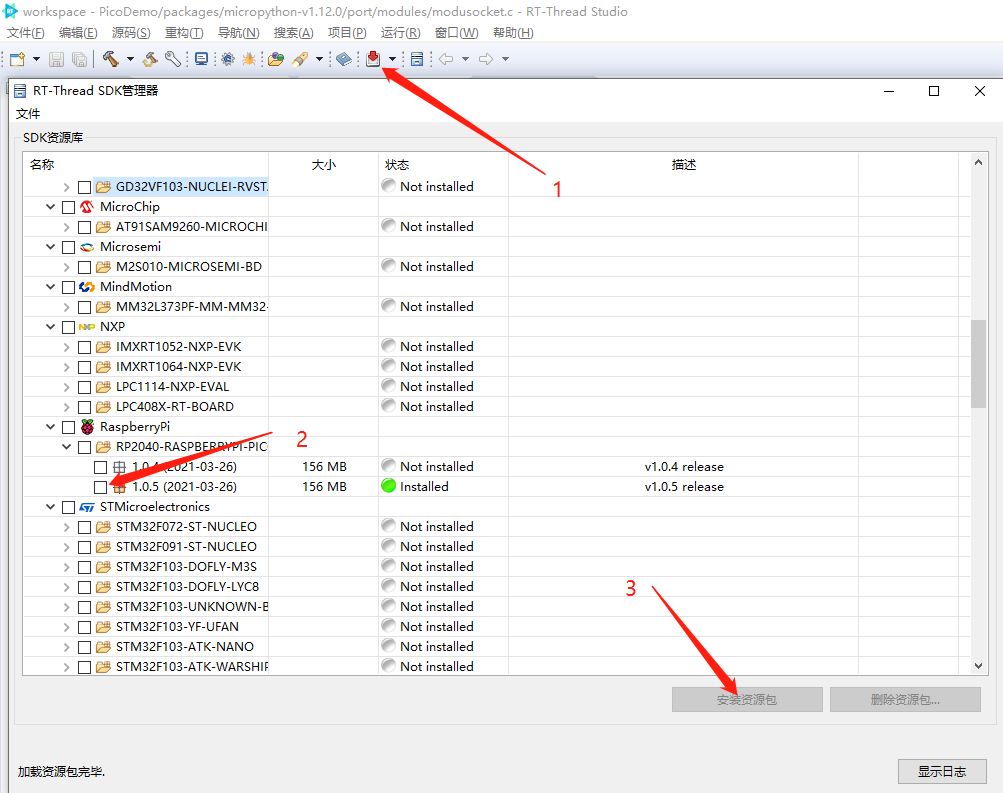 workspace - PicoDemo/packages/micropython-v1.12.0/port/modules/modusocket.c - RT-Thread Studio
文件(F) 编辑(E) 源码(S) 重构(T) 导航(N) 搜索(A) 项目(P) 运行(R) 窗口(W) 帮助(H)
RT-Thread SDK管理器
文件
SDK资源库
名称 大小 状态 描述
1
GD32VF103-NUCLEI-RVST. Not installed
MicroChip
AT91SAM9260-MICROCHI Not installed
Microsemi
M2S010-MICROSEMI-BD Not installed
MindMotion
MM32L373PF-MM-MM32- Not installed
NXP
IMXRT1052-NXP-EVK Not installed
IMXRT1064-NXP-EVK Not installed
LPC1114-NXP-EVAL Not installed
LPC408X-RT-BOARD Not installed
RaspberryPi
2
RP2040-RASPBERRYPI-PIC
1.0.4 (2021-03-26) 156 MB Not installed v1.0.4 release
1.0.5 (2021-03-26) 156 MB Installed v1.0.5 release
STMicroelectronics
STM32F072-ST-NUCLEO Not installed
STM32F091-ST-NUCLEO Not installed
STM32F103-DOFLY-M3S Not installed
STM32F103-DOFLY-LYC8 Not installed
3
STM32F103-UNKNOWN-B Not installed
STM32F103-YF-UFAN Not installed
STM32F103-ATK-NANO Not installed
STM32F103-ATK-WARSHIP Not installed
安装资源包 删除资源包...
加载资源包完毕.
显示日志